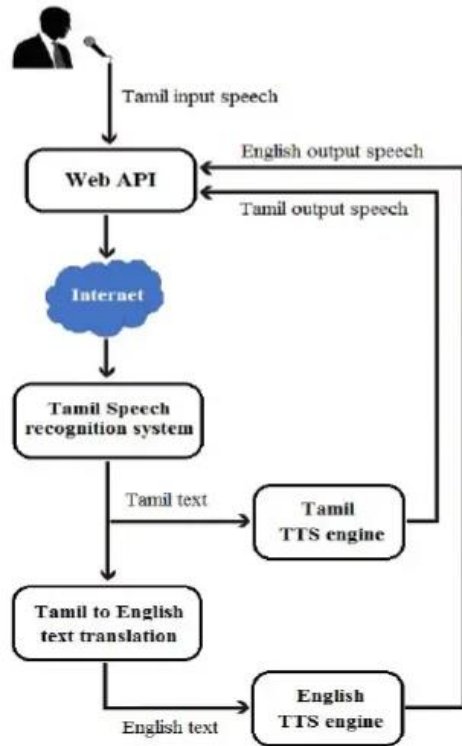 Tamil input speech
English output speech
Web API
Tamil output speech
Internet
Tamil Speech
recognition system
Tamil text
Tamil
TTS engine
Tamil to English
text translation
English text
English
TTS engine